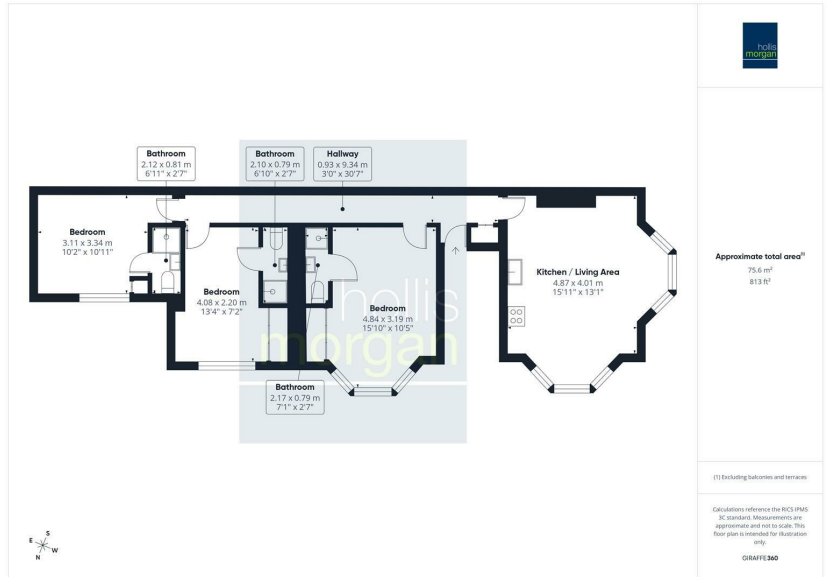 hollis
morgan
Bathroom
2.12 x 0.81 m
6'11" x 2'7"
Bathroom
2.10 x 0.79 m
6'10" x 2'7"
Hallway
0.93 x 9.34 m
3'0" x 30'7"
Bedroom
3.11 x 3.34 m
10'2" x 10'11"
Bedroom
4.08 x 2.20 m
13'4" x 7'2"
Bedroom
4.84 x 3.19 m
15'10" x 10'5"
Kitchen / Living Area
4.87 x 4.01 m
15'11" x 13'1"
hollis
morgan
Bathroom
2.17 x 0.79 m
7'1" x 2'7"
Approximate total area(1)
75.6 m²
813 ft²
(1) Excluding balconies and terraces
Calculations reference the RICS IPMS
3C standard. Measurements are
approximate and not to scale. This
floor plan is intended for illustration
only.
GIRAFFE360
S
E
W
N